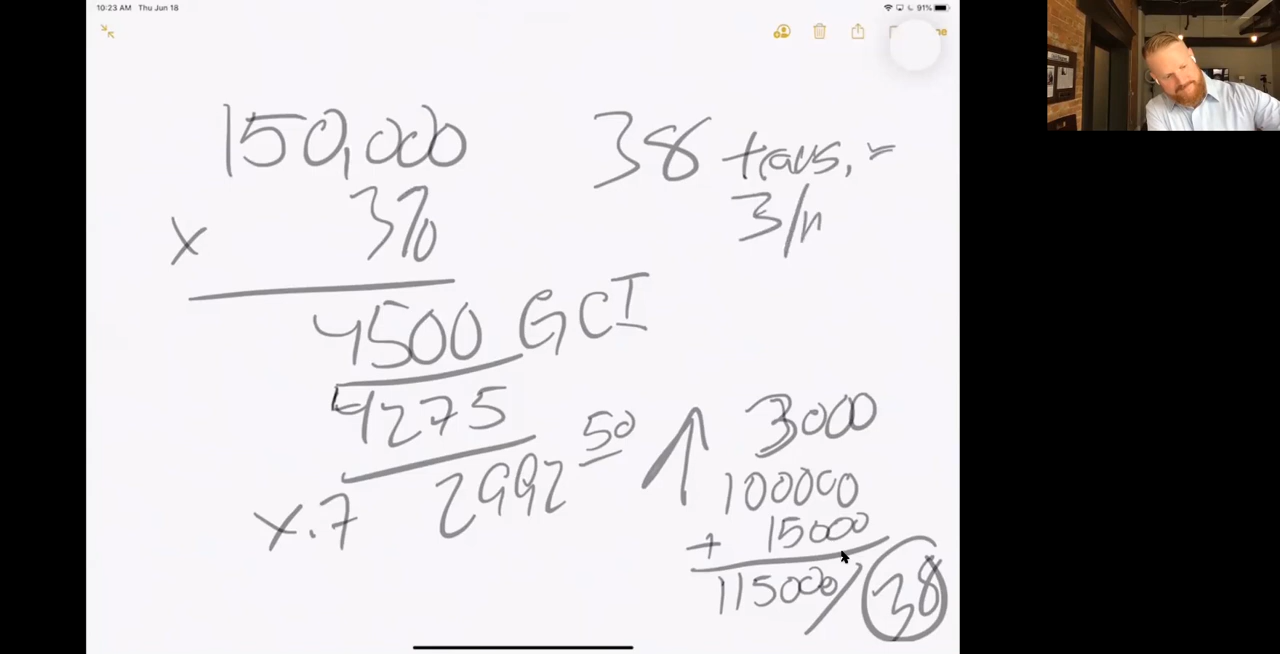 10:23 AM Thu Jun 18
91%
150,000
x 3%
4500 GCI
4275
x.7 2992 50
38 trans. =
3/m
3000
100000
+ 15000
115000/ 38